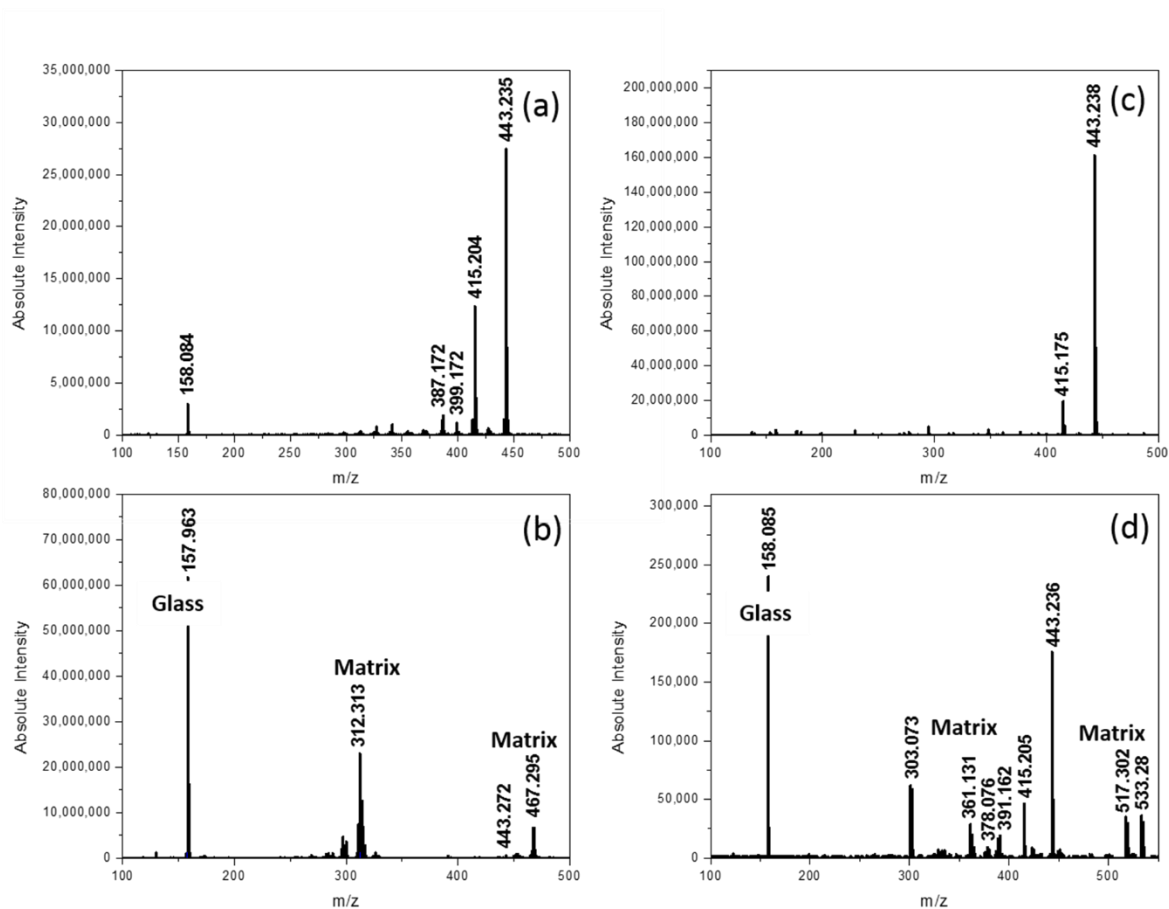 (a)
35,000,000
30,000,000
25,000,000
20,000,000
15,000,000
10,000,000
5,000,000
0
Absolute Intensity
158.084
387.172
399.172
415.204
443.235
100 150 200 250 300 350 400 450 500
m/z
(c)
200,000,000
180,000,000
160,000,000
140,000,000
120,000,000
100,000,000
80,000,000
60,000,000
40,000,000
20,000,000
0
Absolute Intensity
415.175
443.238
100 200 300 400 500
m/z
(b)
80,000,000
70,000,000
60,000,000
50,000,000
40,000,000
30,000,000
20,000,000
10,000,000
0
Absolute Intensity
157.963
Glass
Matrix
312.313
443.272
Matrix
467.295
100 200 300 400 500
m/z
(d)
300,000
250,000
200,000
150,000
100,000
50,000
0
Absolute Intensity
158.085
Glass
303.073
Matrix
361.131
378.076
391.162
415.205
443.236
Matrix
517.302
533.28
100 200 300 400 500
m/z